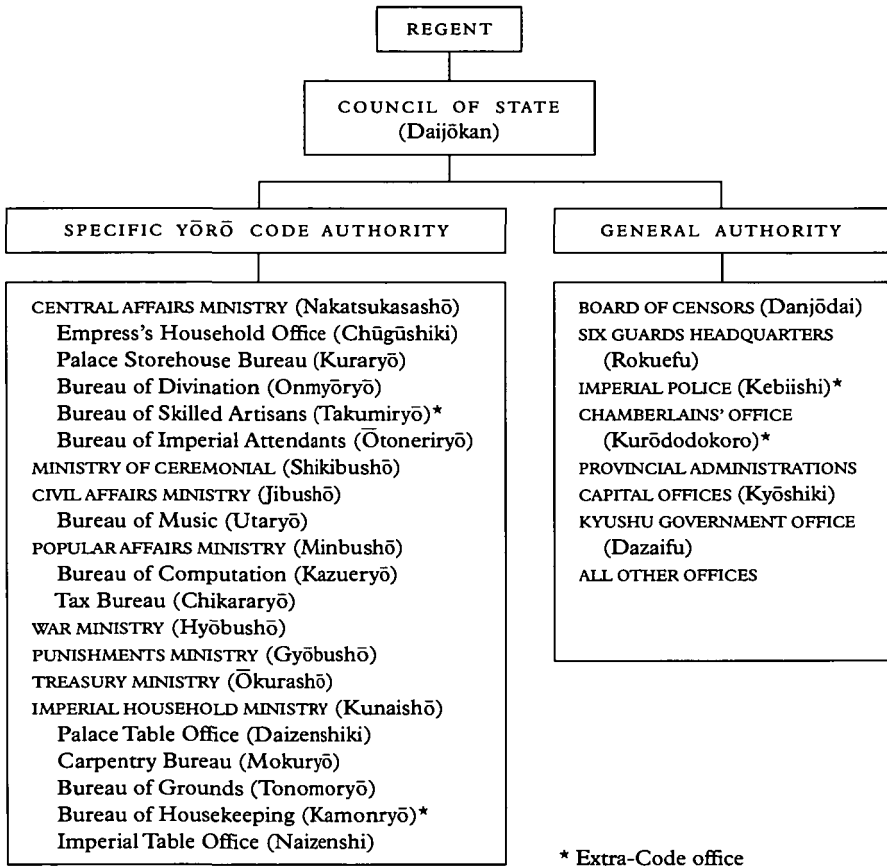 REGENT
COUNCIL OF STATE
(Daijōkan)
SPECIFIC YŌRŌ CODE AUTHORITY
CENTRAL AFFAIRS MINISTRY (Nakatsukasashō)
Empress's Household Office (Chūgūshiki)
Palace Storehouse Bureau (Kuraryō)
Bureau of Divination (Onmyōryō)
Bureau of Skilled Artisans (Takumiryō)*
Bureau of Imperial Attendants (Ōtoneriryō)
MINISTRY OF CEREMONIAL (Shikibushō)
CIVIL AFFAIRS MINISTRY (Jibushō)
Bureau of Music (Utaryō)
POPULAR AFFAIRS MINISTRY (Minbushō)
Bureau of Computation (Kazueryō)
Tax Bureau (Chikararyō)
WAR MINISTRY (Hyōbushō)
PUNISHMENTS MINISTRY (Gyōbushō)
TREASURY MINISTRY (Ōkurashō)
IMPERIAL HOUSEHOLD MINISTRY (Kunaishō)
Palace Table Office (Daizenshiki)
Carpentry Bureau (Mokuryō)
Bureau of Grounds (Tonomoryō)
Bureau of Housekeeping (Kamonryō)*
Imperial Table Office (Naizenshi)
GENERAL AUTHORITY
BOARD OF CENSORS (Danjōdai)
SIX GUARDS HEADQUARTERS
(Rokuefu)
IMPERIAL POLICE (Kebiishi)*
CHAMBERLAINS' OFFICE
(Kurōdodokoro)*
PROVINCIAL ADMINISTRATIONS
CAPITAL OFFICES (Kyōshiki)
KYUSHU GOVERNMENT OFFICE
(Dazaifu)
ALL OTHER OFFICES
* Extra-Code office